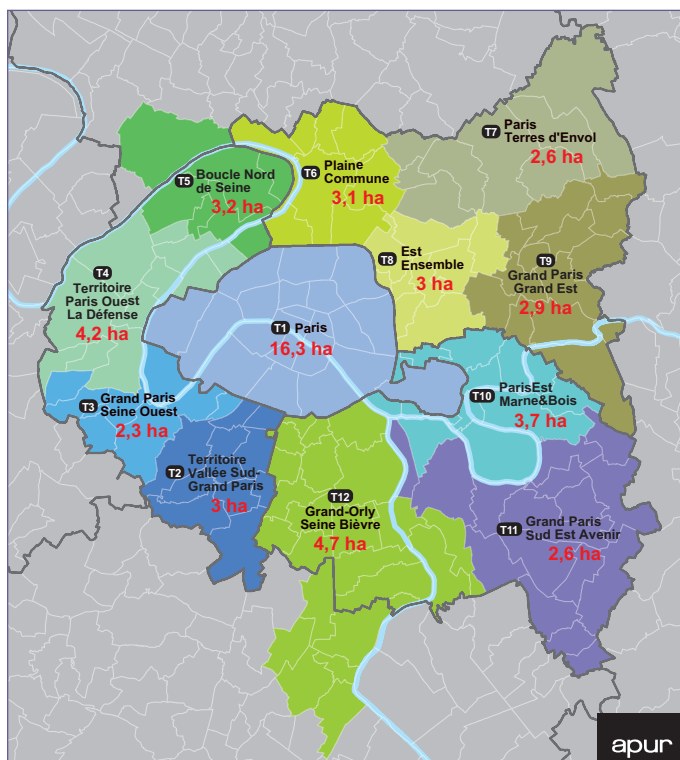 T7 Paris
Terres d'Envol
2,6 ha
T5 Boucle Nord
de Seine
3,2 ha
T6 Plaine
Commune
3,1 ha
T8 Est
Ensemble
3 ha
T9
Grand Paris
Grand Est
2,9 ha
T4
Territoire
Paris Ouest
La Défense
4,2 ha
T1 Paris
16,3 ha
T3 Grand Paris
Seine Ouest
2,3 ha
T10 ParisEst
Marne&Bois
3,7 ha
T2 Territoire
Vallée Sud-
Grand Paris
3 ha
T12
Grand-Orly
Seine Bièvre
4,7 ha
T11 Grand Paris
Sud Est Avenir
2,6 ha
apur